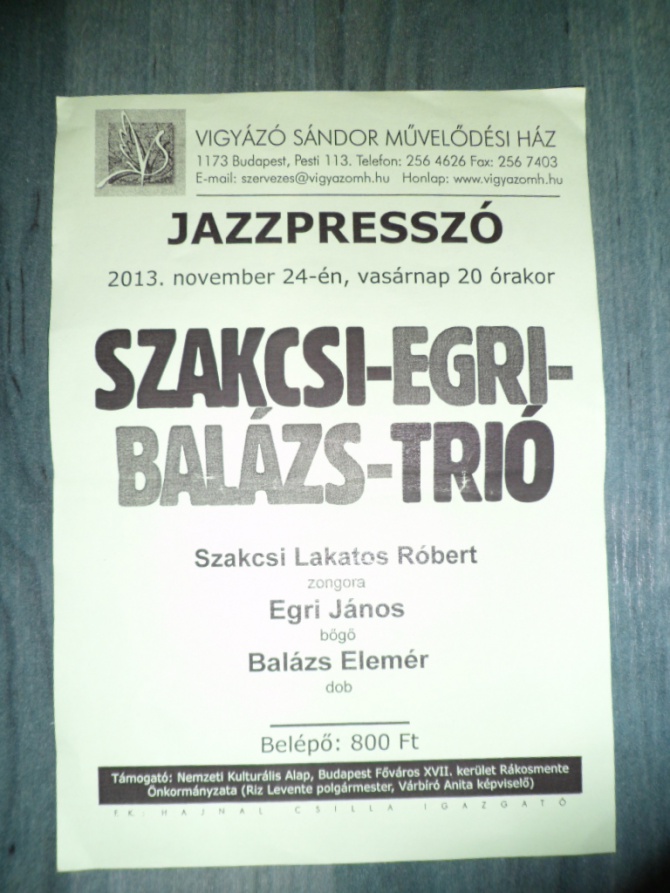 VIGYÁZÓ SÁNDOR MŰVELŐDÉSI HÁZ
1173 Budapest, Pesti 113. Telefon: 256 4626 Fax: 256 7403
E-mail: szervezes@vigyazomh.hu Honlap: www.vigyazomh.hu
JAZZPRESSZÓ
2013. november 24-én, vasárnap 20 órakor
SZAKCSI-EGRI-
BALÁZS-TRIÓ
Szakcsi Lakatos Róbert
zongora
Egri János
bőgő
Balázs Elemér
dob
Belépő: 800 Ft
Támogató: Nemzeti Kulturális Alap, Budapest Főváros XVII. kerület Rákosmente
Önkormányzata (Riz Levente polgármester, Várbíró Anita képviselő)
FK: HAJNAL CSILLA IGAZGATÓ